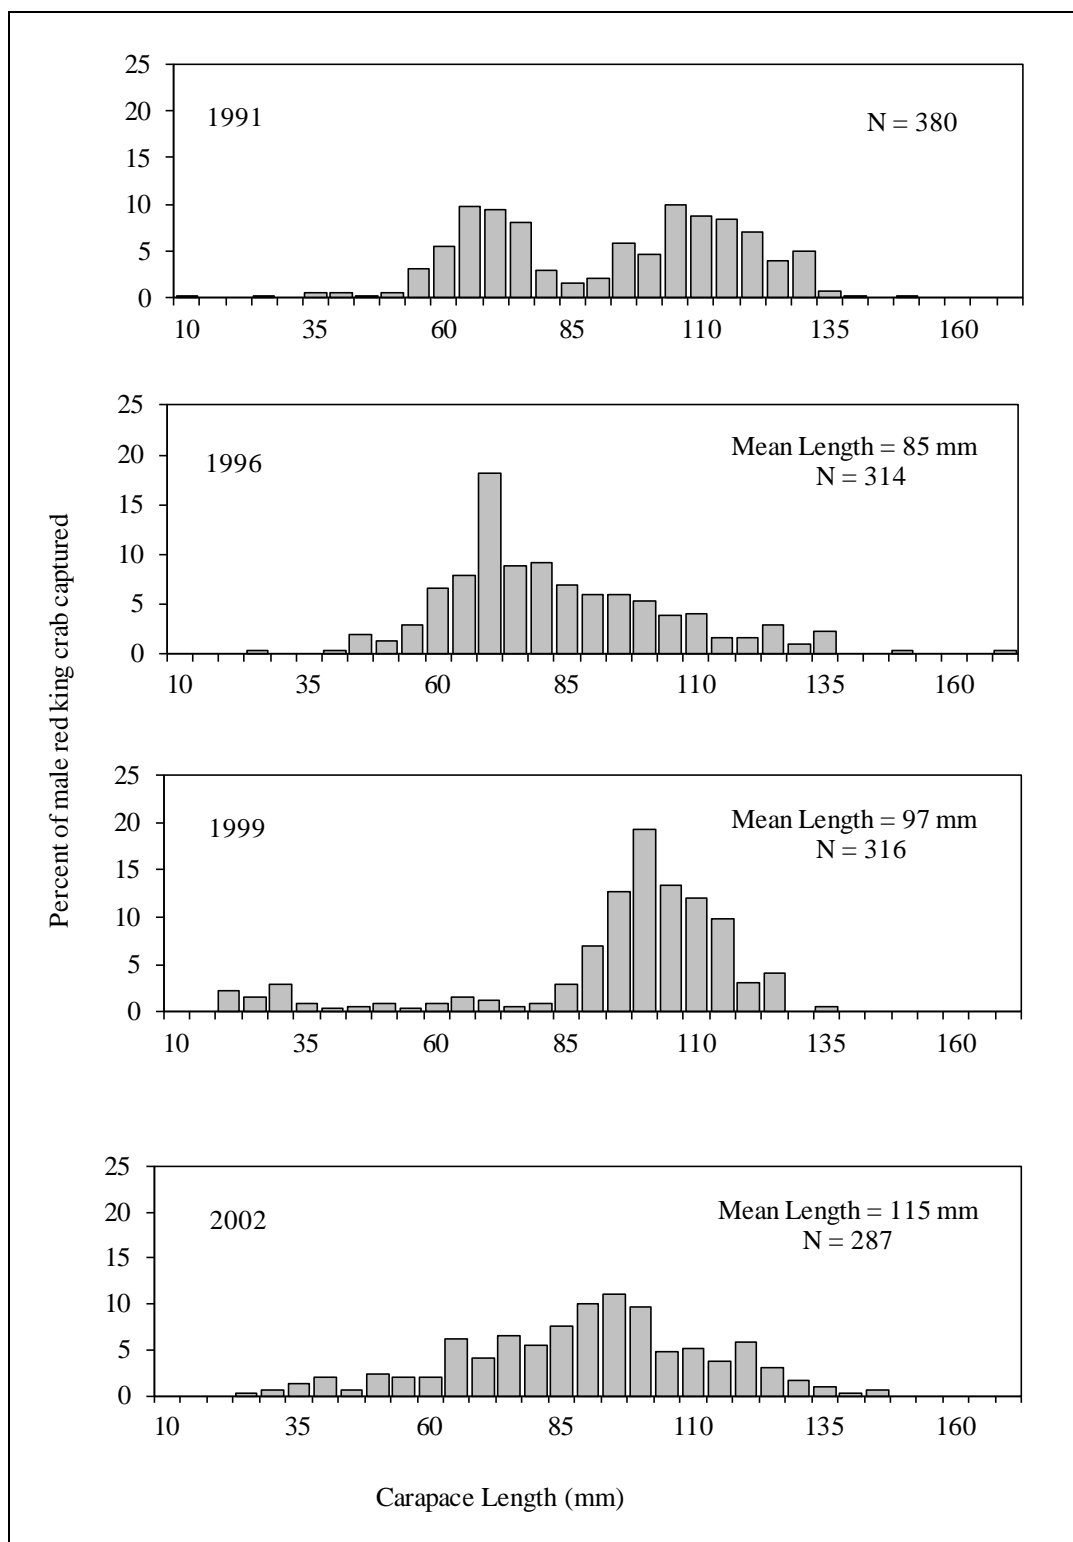 25
20
15
10
5
0
1991
N = 380
10 35 60 85 110 135 160
25
20
15
10
5
0
1996
Mean Length = 85 mm
N = 314
10 35 60 85 110 135 160
Percent of male red king crab captured
25
20
15
10
5
0
1999
Mean Length = 97 mm
N = 316
10 35 60 85 110 135 160
25
20
15
10
5
0
2002
Mean Length = 115 mm
N = 287
10 35 60 85 110 135 160
Carapace Length (mm)